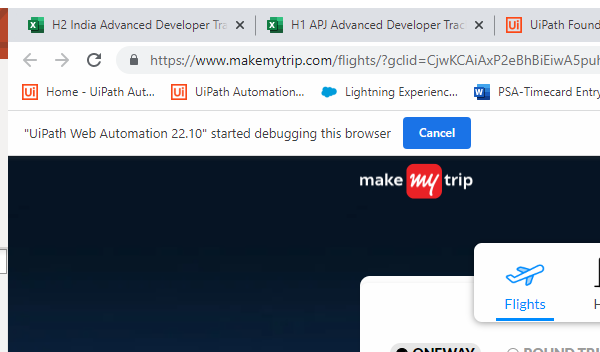 H2 India Advanced Developer Tra
H1 APJ Advanced Developer Trac
UiPath Found
https://www.makemytrip.com/flights/?gclid=CjwKCAiAxP2eBhBiEiwA5puh
Home - UiPath Aut...
UiPath Automation...
Lightning Experienc...
PSA-Timecard Entry
"UiPath Web Automation 22.10" started debugging this browser
Cancel
make my trip
Flights
H
ONEWAY
ROUND TRI